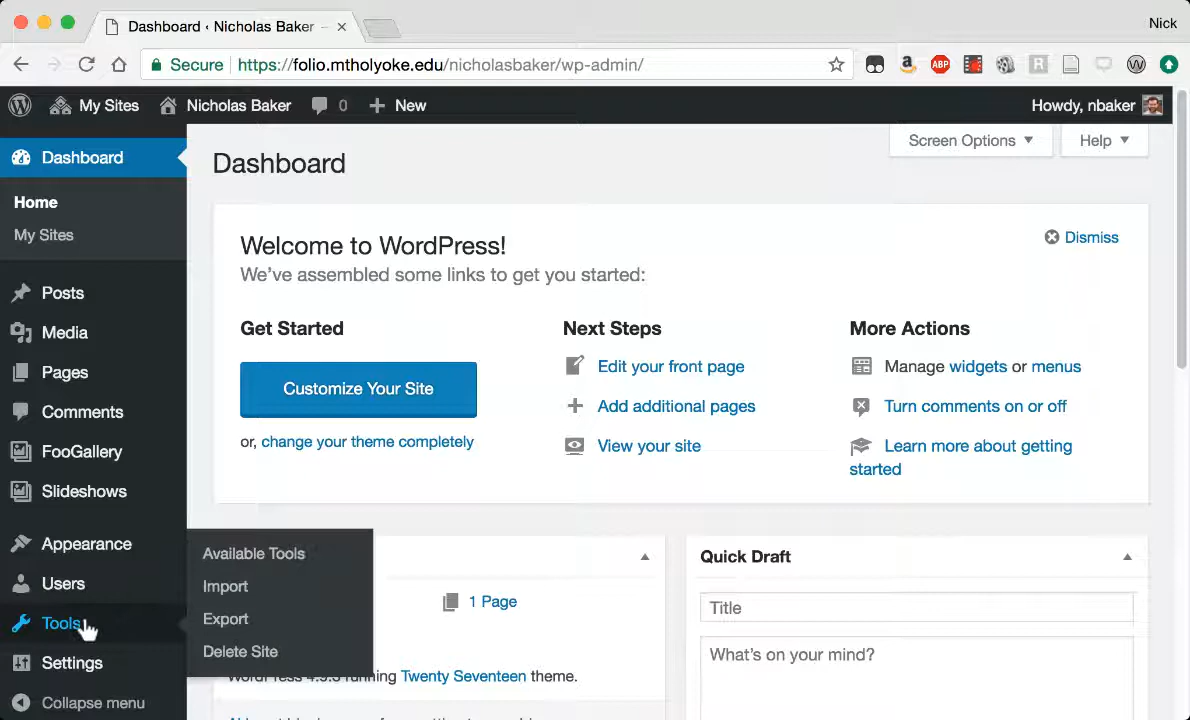 Dashboard ‹ Nicholas Baker –
Nick
Secure https://folio.mtholyoke.edu/nicholasbaker/wp-admin/
ABP
My Sites Nicholas Baker 0 New
Howdy, nbaker
Dashboard
Home
My Sites
Posts
Media
Pages
Comments
FooGallery
Slideshows
Appearance
Users
Tools
Settings
Collapse menu
Available Tools
Import
Export
Delete Site
Screen Options
Help
Dashboard
Welcome to WordPress!
Dismiss
We’ve assembled some links to get you started:
Get Started
Customize Your Site
or, change your theme completely
Next Steps
Edit your front page
Add additional pages
View your site
More Actions
Manage widgets or menus
Turn comments on or off
Learn more about getting
started
1 Page
running Twenty Seventeen theme.
Quick Draft
Title
What’s on your mind?